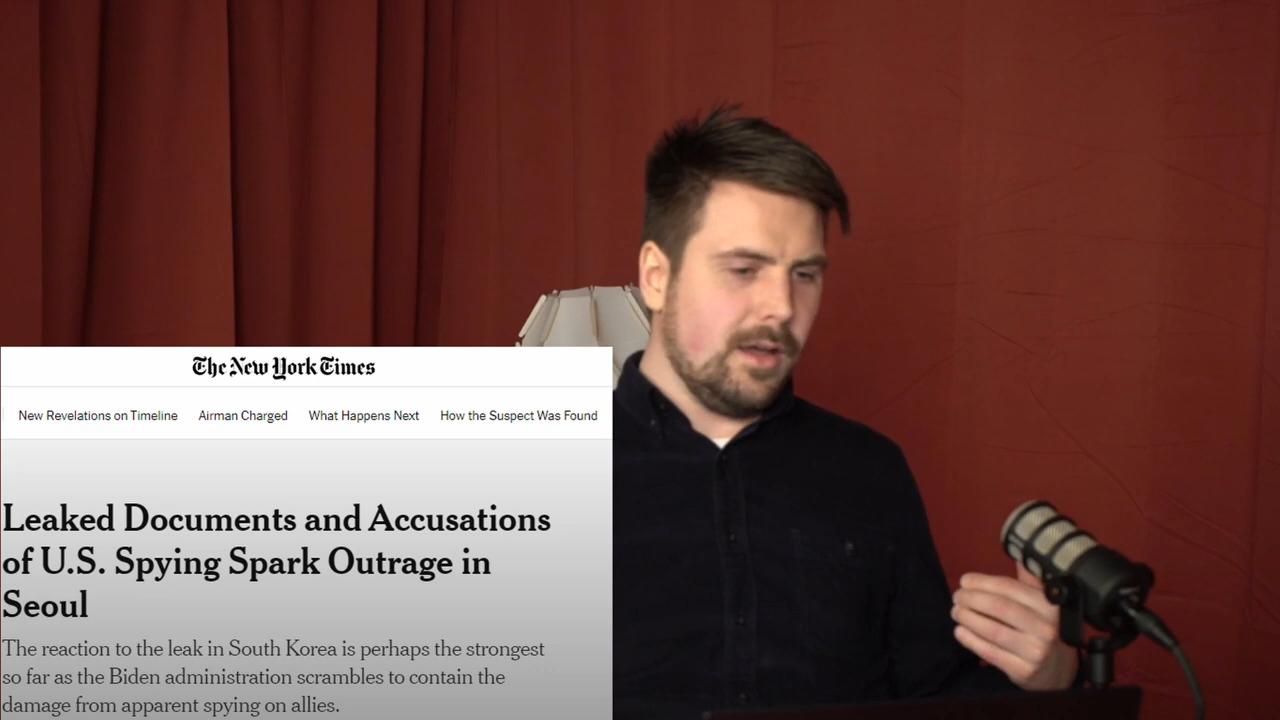 The New York Times
New Revelations on Timeline Airman Charged What Happens Next How the Suspect Was Found
Leaked Documents and Accusations
of U.S. Spying Spark Outrage in
Seoul
The reaction to the leak in South Korea is perhaps the strongest
so far as the Biden administration scrambles to contain the
damage from apparent spying on allies.